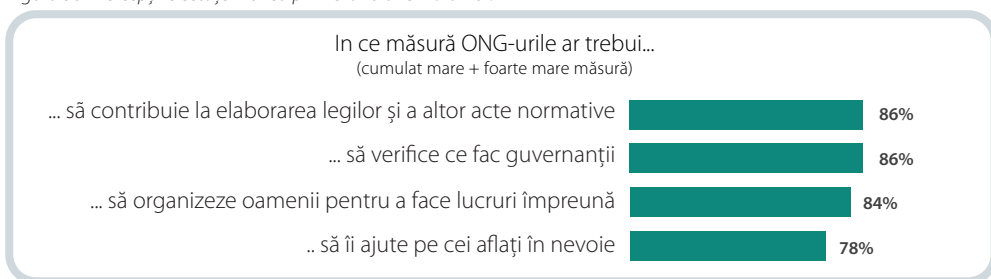 In ce măsură ONG-urile ar trebui...
(cumulat mare + foarte mare măsură)
... sã contribuie la elaborarea legilor și a altor acte normative
86%
... să verifice ce fac guvernanții
86%
... să organizeze oamenii pentru a face lucruri împreună
84%
.. să îi ajute pe cei aflați în nevoie
78%